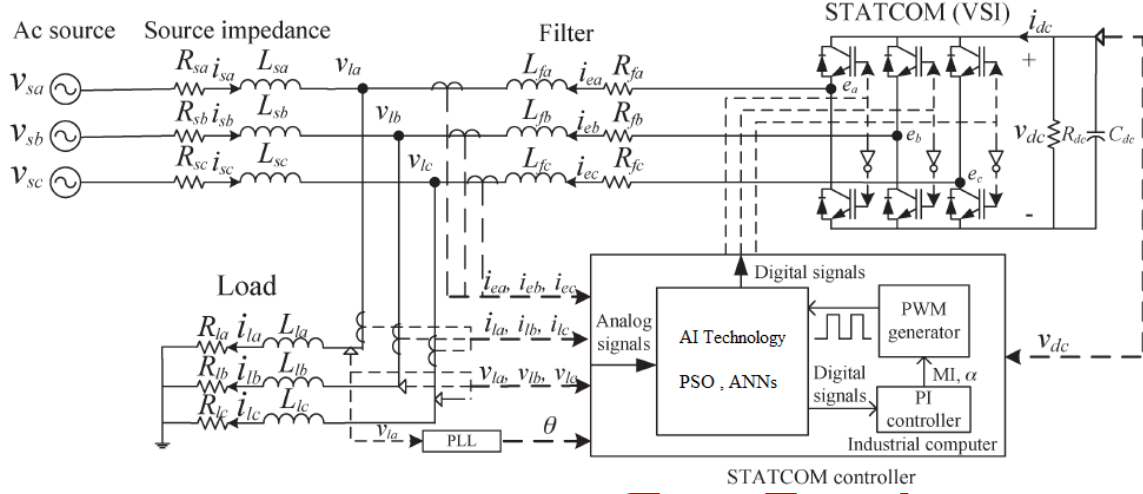 STATCOM (VSI)
Ac source
Source impedance
Filter
i_dc
R_sa i_sa L_sa
v_la
L_fa
i_ea R_fa
v_sa
e_a
+
R_sb i_sb L_sb
v_lb
L_fb
i_eb R_fb
v_sb
e_b
v_dc
R_dc
C_dc
R_sc i_sc L_sc
v_lc
L_fc
i_ec R_fc
v_sc
e_c
-
Load
Digital signals
i_ea, i_eb, i_ec
R_la i_la L_la
i_la, i_lb, i_lc
Analog
signals
AI Technology
PSO , ANNs
PWM
generator
v_dc
R_lb i_lb L_lb
v_la, v_lb, v_la
Digital
signals
MI, α
PI
controller
R_lc i_lc L_lc
v_la
PLL
θ
Industrial computer
STATCOM controller